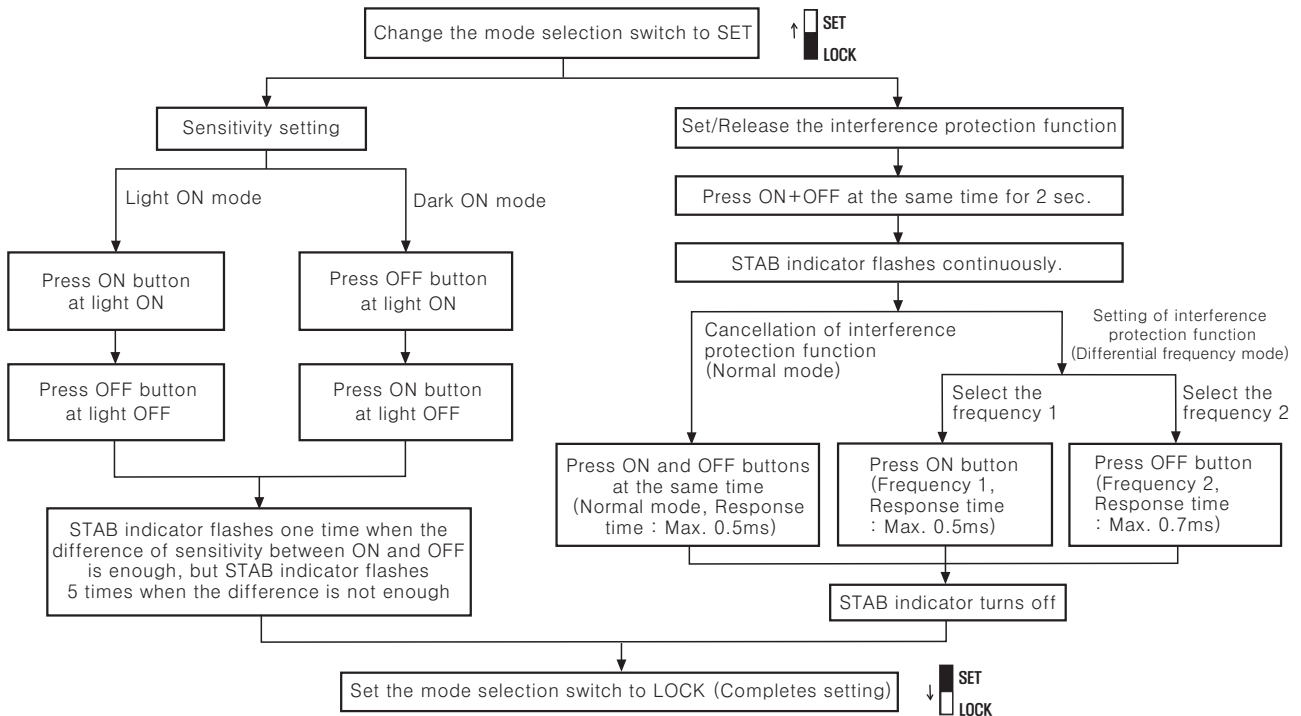 Change the mode selection switch to SET
SET
LOCK
Sensitivity setting
Set/Release the interference protection function
Light ON mode
Dark ON mode
Press ON+OFF at the same time for 2 sec.
Press ON button
at light ON
Press OFF button
at light ON
STAB indicator flashes continuously.
Press OFF button
at light OFF
Press ON button
at light OFF
Cancellation of interference
protection function
(Normal mode)
Setting of interference
protection function
(Differential frequency mode)
Select the
frequency 1
Select the
frequency 2
Press ON and OFF buttons
at the same time
(Normal mode, Response
time : Max. 0.5ms)
Press ON button
(Frequency 1,
Response time
: Max. 0.5ms)
Press OFF button
(Frequency 2,
Response time
: Max. 0.7ms)
STAB indicator flashes one time when the
difference of sensitivity between ON and OFF
is enough, but STAB indicator flashes
5 times when the difference is not enough
STAB indicator turns off
Set the mode selection switch to LOCK (Completes setting)
SET
LOCK